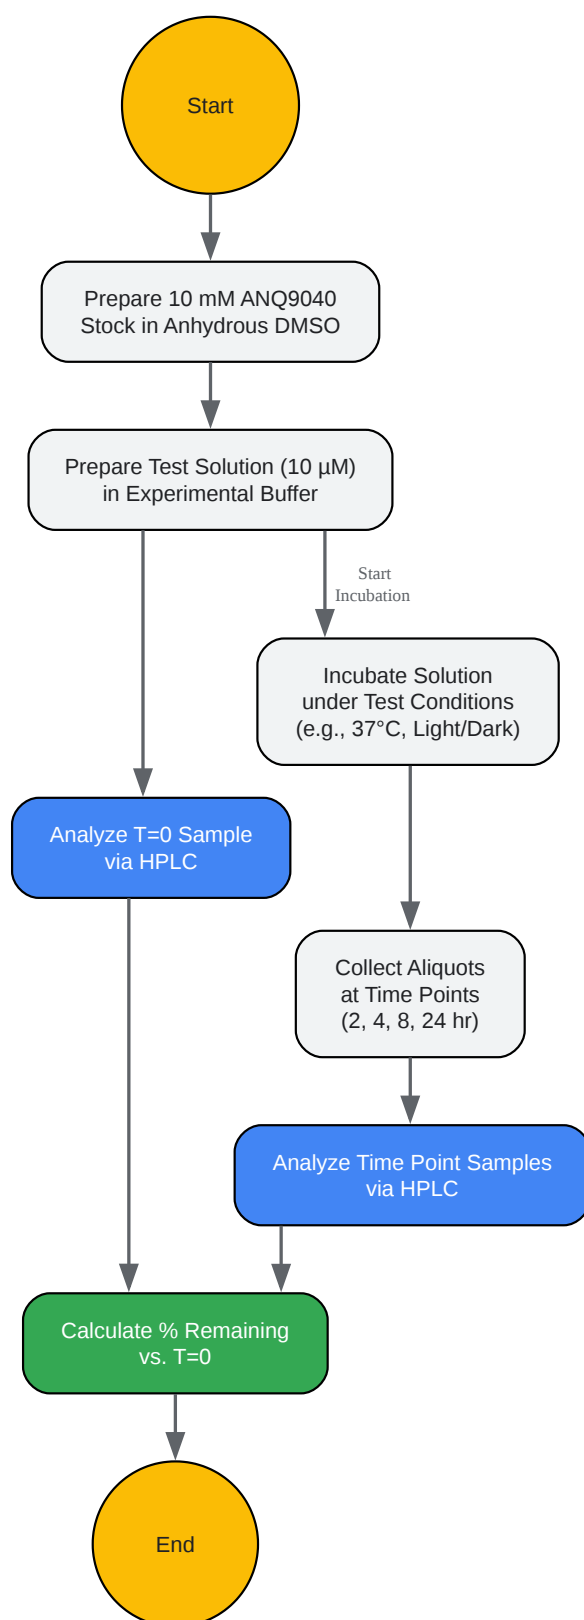 Start
Prepare 10 mM ANQ9040
Stock in Anhydrous DMSO
Prepare Test Solution (10 µM)
in Experimental Buffer
Start
Incubation
Incubate Solution
under Test Conditions
(e.g., 37°C, Light/Dark)
Analyze T=0 Sample
via HPLC
Collect Aliquots
at Time Points
(2, 4, 8, 24 hr)
Analyze Time Point Samples
via HPLC
Calculate % Remaining
vs. T=0
End